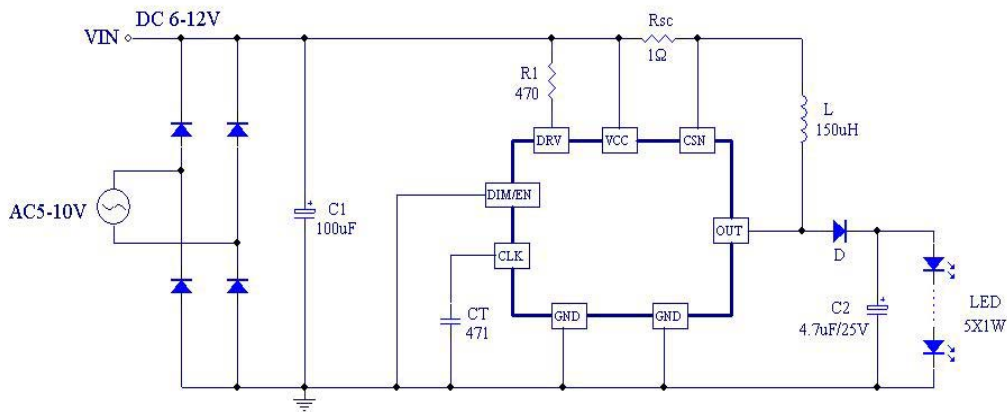 DC 6-12V
VIN
Rsc
1Ω
R1
470
L
150uH
DRV
VCC
CSN
DIM/EN
AC5-10V
C1
100uF
+
OUT
CLK
D
CT
471
GND
GND
C2
4.7uF/25V
+
LED
5X1W